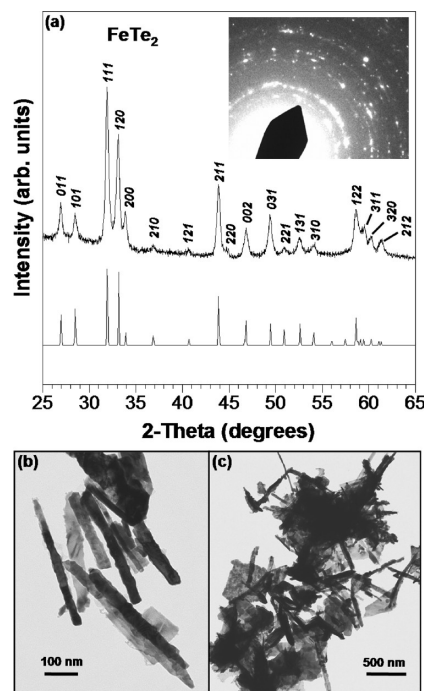 (a)
FeTe2
111
120
011
101
200
210
121
211
220
002
031
221
131
310
122
311
320
212
Intensity (arb. units)
25 30 35 40 45 50 55 60 65
2-Theta (degrees)
(b)
100 nm
(c)
500 nm